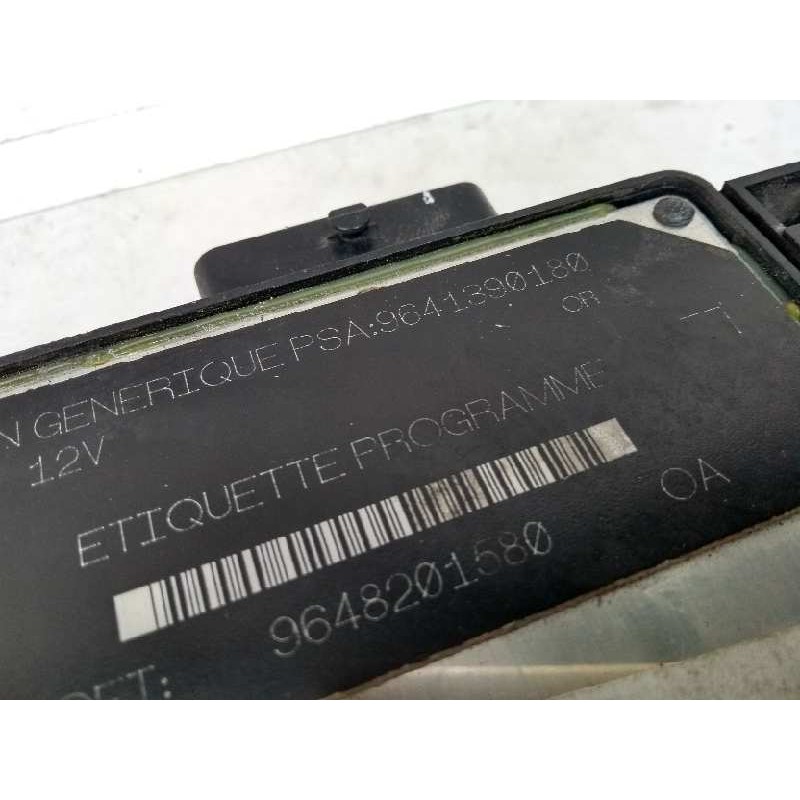 N GENERIQUE PSA:9641390180
12V
OR
ETIQUETTE PROGRAMME
9648201580
OA